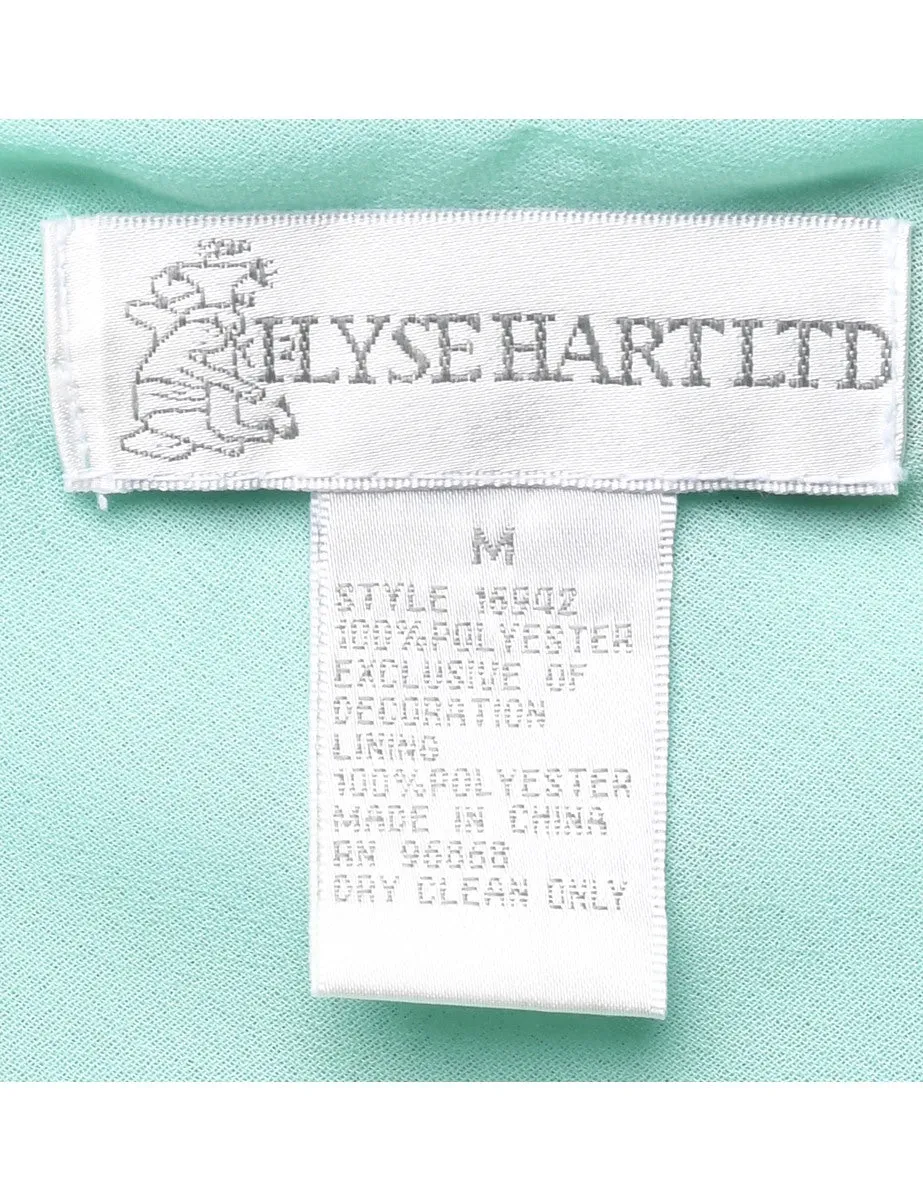 ELYSE HART LTD
M
STYLE 16942
100%POLYESTER
EXCLUSIVE OF
DECORATION
LINING
100%POLYESTER
MADE IN CHINA
RN 96868
DRY CLEAN ONLY